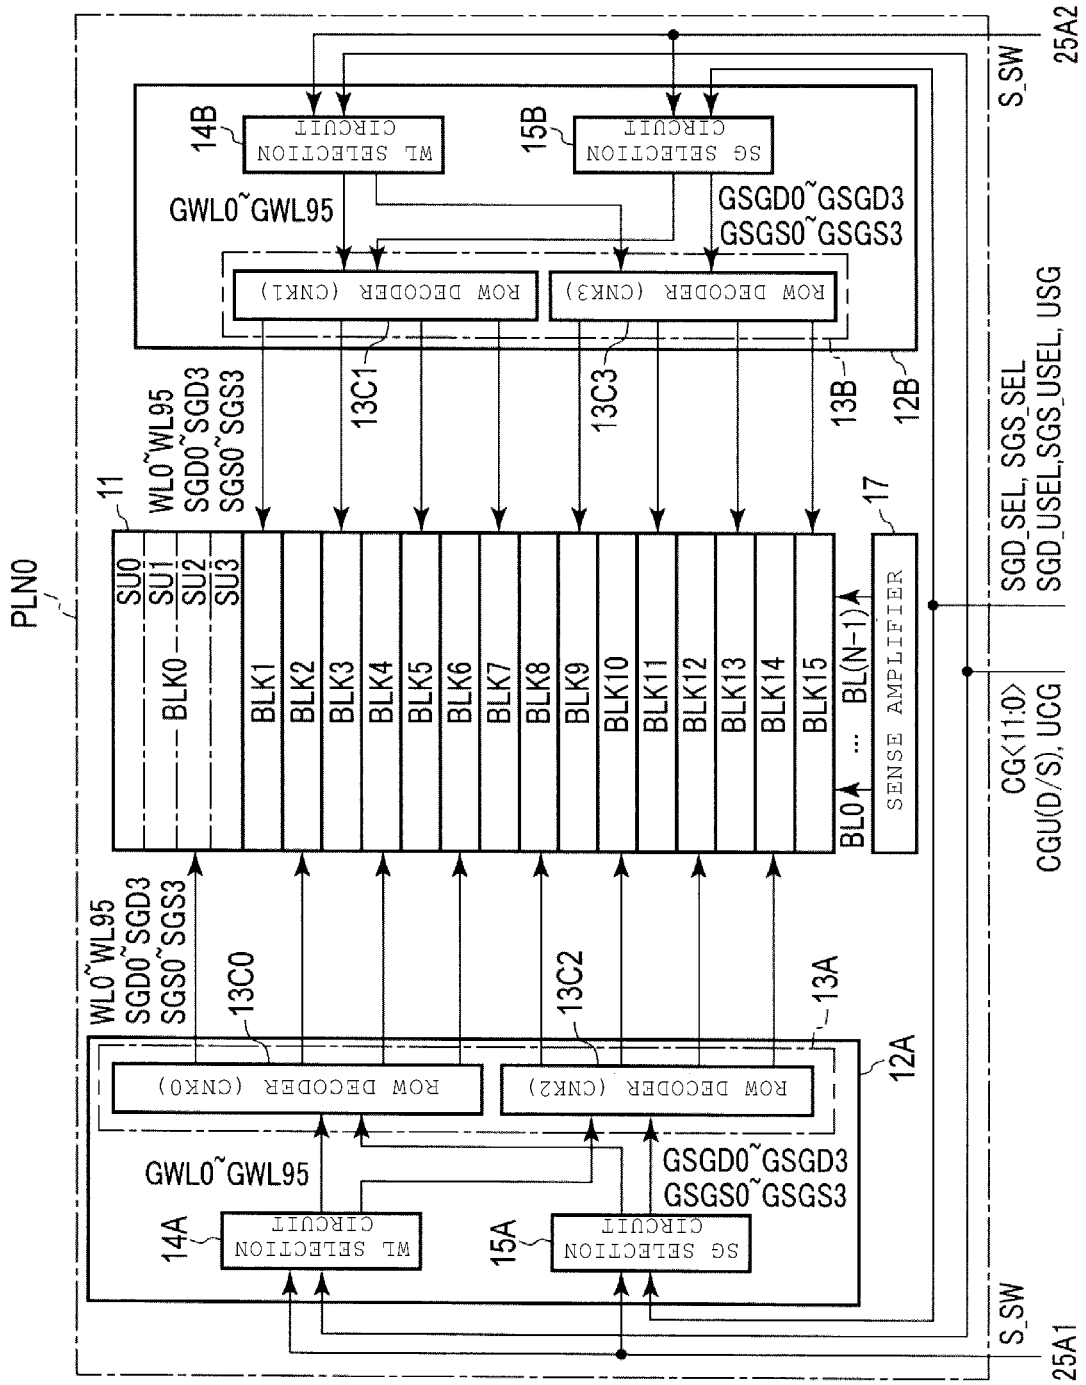 PLN0
11
SU0
SU1
BLK0
SU2
SU3
BLK1
BLK2
BLK3
BLK4
BLK5
BLK6
BLK7
BLK8
BLK9
BLK10
BLK11
BLK12
BLK13
BLK14
BLK15
BL0 ... BL(N-1)
SENSE AMPLIFIER
17
WL0~WL95
SGD0~SGD3
SGS0~SGS3
13C0
ROW DECODER (CNK0)
13C2
ROW DECODER (CNK2)
13A
12A
GWL0~GWL95
14A
WL SELECTION
CIRCUIT
GSGD0~GSGD3
GSGS0~GSGS3
15A
SG SELECTION
CIRCUIT
S_SW
25A1
WL0~WL95
SGD0~SGD3
SGS0~SGS3
13C1
ROW DECODER (CNK1)
13C3
ROW DECODER (CNK3)
13B
12B
GWL0~GWL95
14B
WL SELECTION
CIRCUIT
GSGD0~GSGD3
GSGS0~GSGS3
15B
SG SELECTION
CIRCUIT
S_SW
25A2
CG<11:0>
CGU(D/S), UCG
SGD_SEL, SGS_SEL
SGD_USEL,SGS_USEL, USG